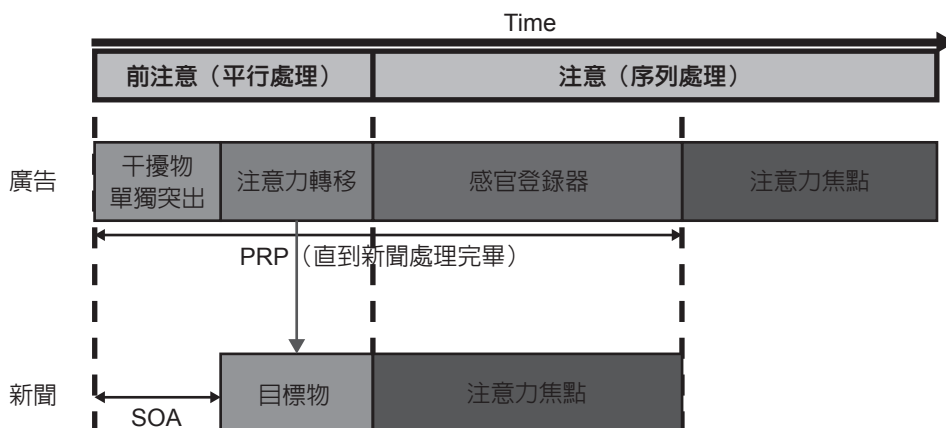 Time
前注意（平行處理）
注意（序列處理）
廣告
干擾物
單獨突出
注意力轉移
感官登錄器
注意力焦點
PRP（直到新聞處理完畢）
新聞
目標物
注意力焦點
SOA